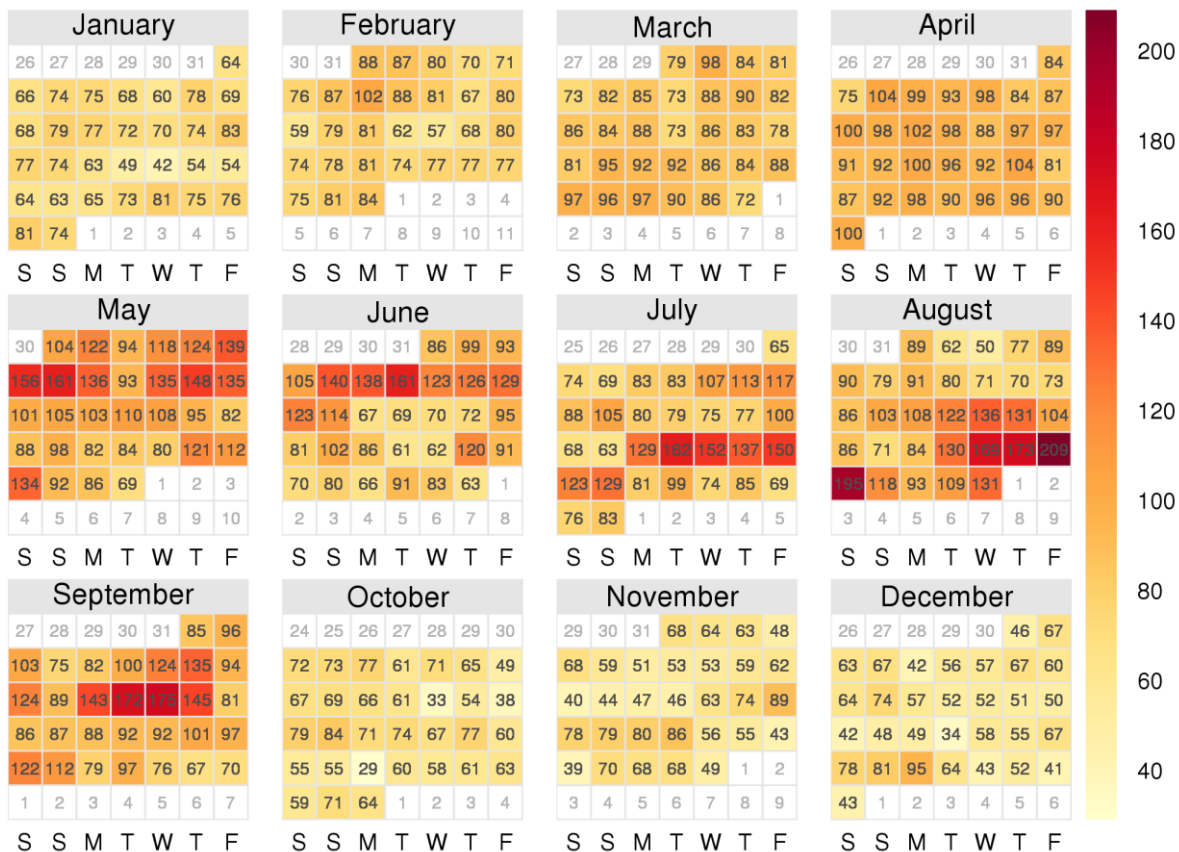 January February March April
26 27 28 29 30 31 64 30 31 88 87 80 70 71 27 28 29 79 98 84 81 26 27 28 29 30 31 84 200
66 74 75 68 60 78 69 76 87 102 88 81 67 80 73 82 85 73 88 90 82 75 104 99 93 98 84 87
68 79 77 72 70 74 83 59 79 81 62 57 68 80 86 84 88 73 86 83 78 100 98 102 98 88 97 97 180
77 74 63 49 42 54 54 74 78 81 74 77 77 77 81 95 92 92 86 84 88 91 92 100 96 92 104 81
64 63 65 73 81 75 76 75 81 84 1 2 3 4 97 96 97 90 86 72 1 87 92 98 90 96 96 90
81 74 1 2 3 4 5 5 6 7 8 9 10 11 2 3 4 5 6 7 8 100 1 2 3 4 5 6 160
S S M T W T F S S M T W T F S S M T W T F S S M T W T F
May June July August
30 104 122 94 118 124 139 28 29 30 31 86 99 93 25 26 27 28 29 30 65 30 31 89 62 50 77 89 140
156 161 136 93 135 148 135 105 140 138 161 123 126 129 74 69 83 83 107 113 117 90 79 91 80 71 70 73
101 105 103 110 108 95 82 123 114 67 69 70 72 95 88 105 80 79 75 77 100 86 103 108 122 136 131 104 120
88 98 82 84 80 121 112 81 102 86 61 62 120 91 68 63 129 162 152 137 150 86 71 84 130 169 173 209
134 92 86 69 1 2 3 70 80 66 91 83 63 1 123 129 81 99 74 85 69 195 118 93 109 131 1 2 100
4 5 6 7 8 9 10 2 3 4 5 6 7 8 76 83 1 2 3 4 5 3 4 5 6 7 8 9
S S M T W T F S S M T W T F S S M T W T F S S M T W T F
September October November December 80
27 28 29 30 31 85 96 24 25 26 27 28 29 30 29 30 31 68 64 63 48 26 27 28 29 30 46 67
103 75 82 100 124 135 94 72 73 77 61 71 65 49 68 59 51 53 53 59 62 63 67 42 56 57 67 60
124 89 143 172 175 145 81 67 69 66 61 33 54 38 40 44 47 46 63 74 89 64 74 57 52 52 51 50 60
86 87 88 92 92 101 97 79 84 71 74 67 77 60 78 79 80 86 56 55 43 42 48 49 34 58 55 67
122 112 79 97 76 67 70 55 55 29 60 58 61 63 39 70 68 68 49 1 2 78 81 95 64 43 52 41 40
1 2 3 4 5 6 7 59 71 64 1 2 3 4 3 4 5 6 7 8 9 43 1 2 3 4 5 6
S S M T W T F S S M T W T F S S M T W T F S S M T W T F